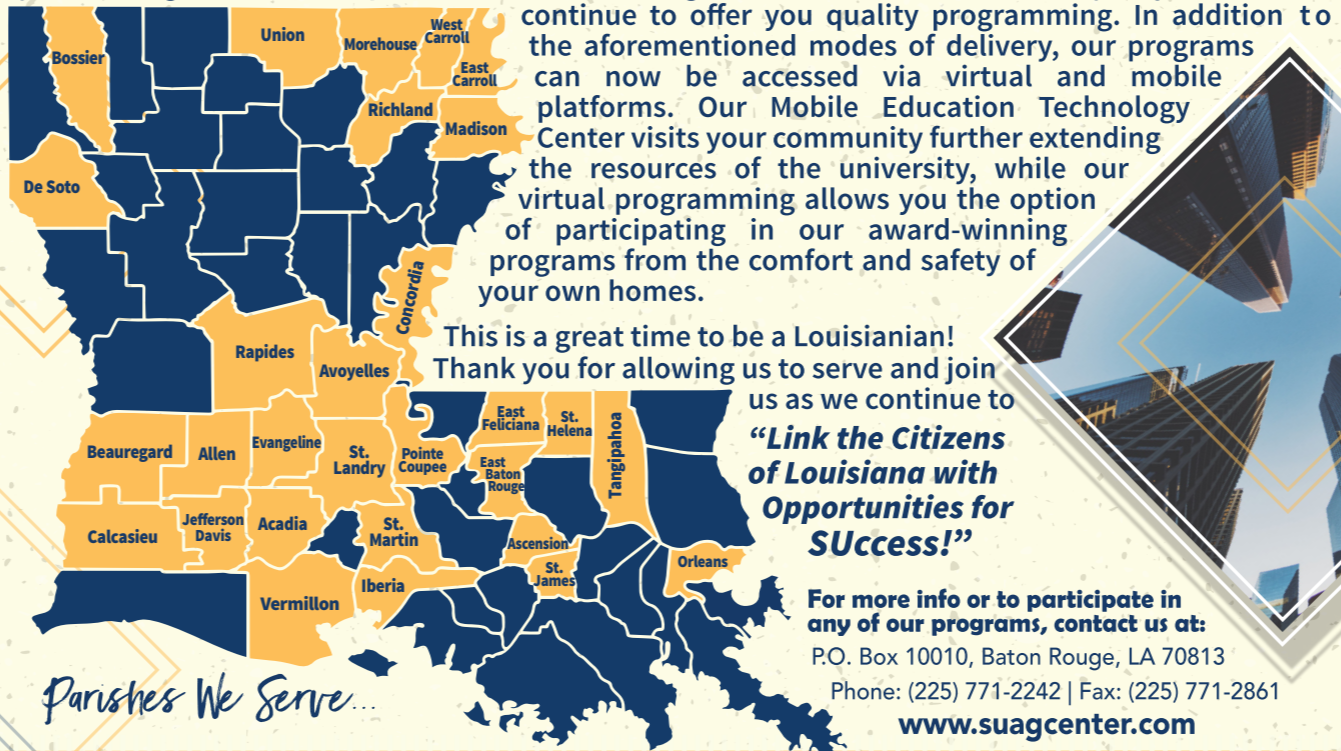 continue to offer you quality programming. In addition to
the aforementioned modes of delivery, our programs
can now be accessed via virtual and mobile
platforms. Our Mobile Education Technology
Center visits your community further extending
the resources of the university, while our
virtual programming allows you the option
of participating in our award-winning
programs from the comfort and safety of
your own homes.
This is a great time to be a Louisianian!
Thank you for allowing us to serve and join
us as we continue to
“Link the Citizens
of Louisiana with
Opportunities for
SUccess!”
For more info or to participate in
any of our programs, contact us at:
P.O. Box 10010, Baton Rouge, LA 70813
Phone: (225) 771-2242 | Fax: (225) 771-2861
www.suagcenter.com
Bossier
Union
Morehouse
West
Carroll
East
Carroll
Richland
Madison
De Soto
Concordia
Rapides
Avoyelles
Beauregard
Allen
Evangeline
St.
Landry
Pointe
Coupee
East
Feliciana
St.
Helena
Tangipahoa
East
Baton
Rouge
Calcasieu
Jefferson
Davis
Acadia
St.
Martin
Ascension
St.
James
Orleans
Vermillon
Iberia
Parishes We Serve...